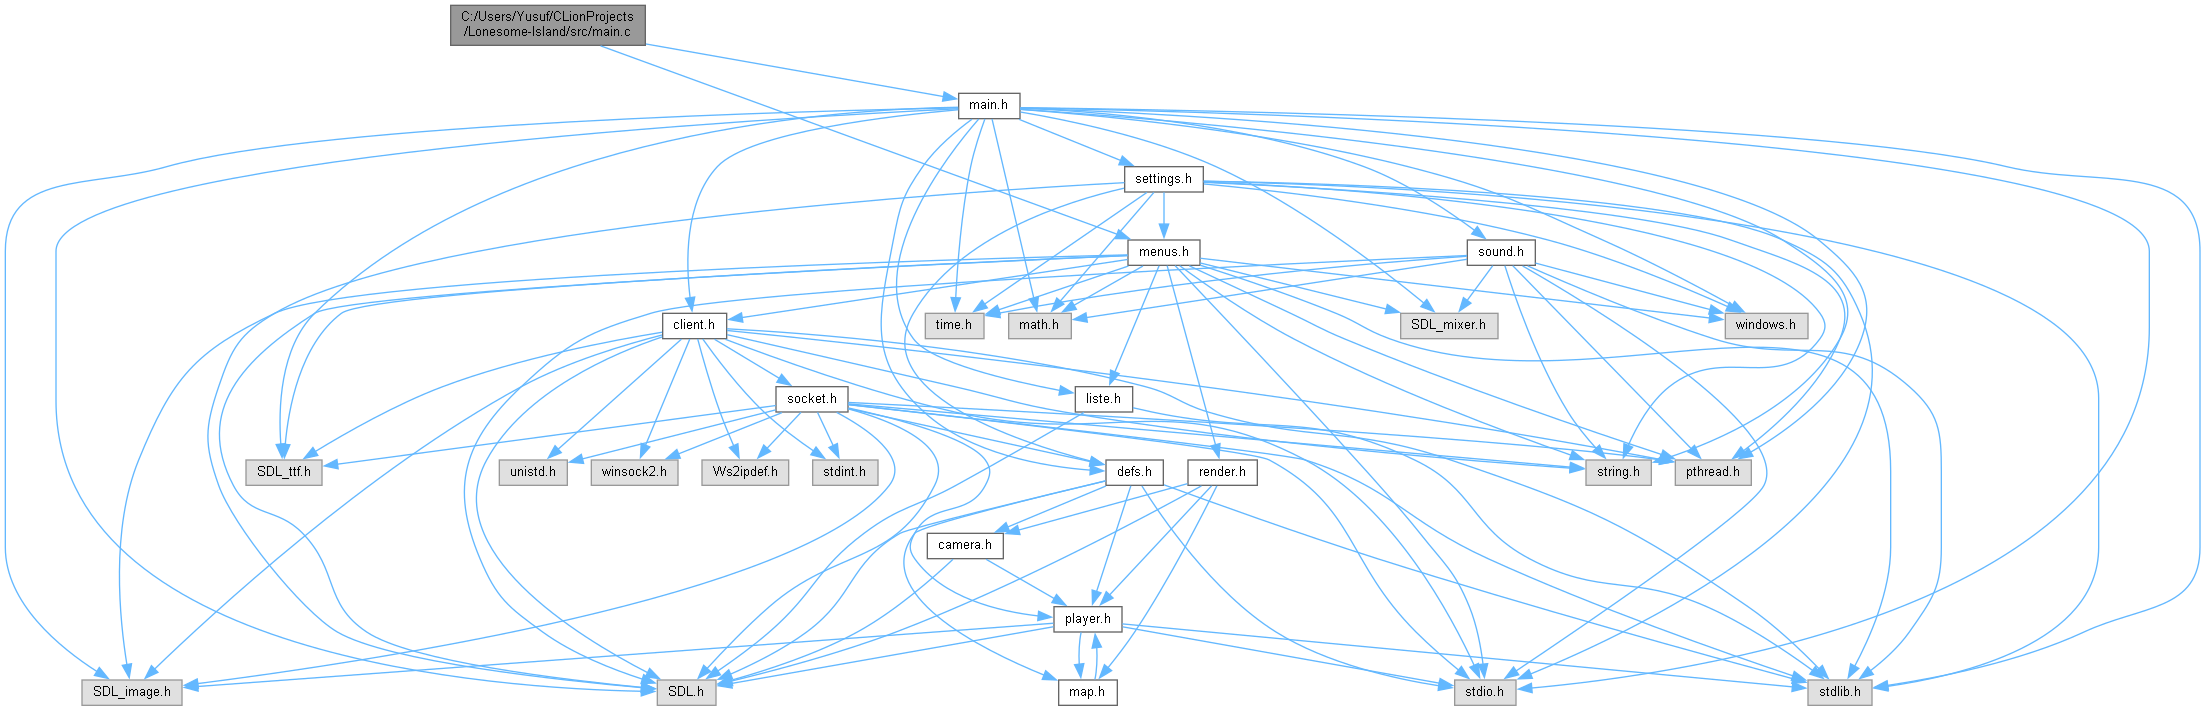 C:/Users/Yusuf/CLionProjects
/Lonesome-Island/src/main.c
main.h
settings.h
menus.h
sound.h
client.h
time.h
math.h
SDL_mixer.h
windows.h
socket.h
liste.h
SDL_ttf.h
unistd.h
winsock2.h
Ws2ipdef.h
stdint.h
defs.h
render.h
string.h
pthread.h
camera.h
player.h
SDL_image.h
SDL.h
map.h
stdio.h
stdlib.h